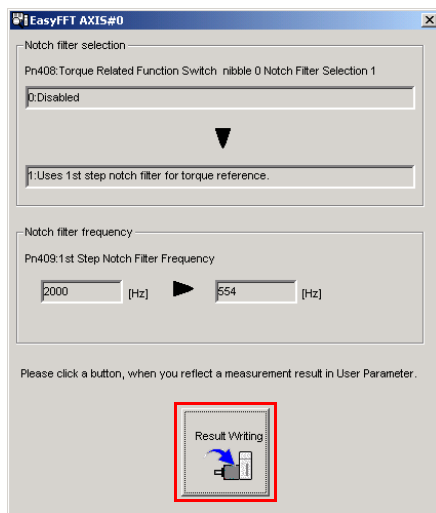 EasyFFT AXIS#0
Notch filter selection
Pn408:Torque Related Function Switch nibble 0 Notch Filter Selection 1
0:Disabled
1:Uses 1st step notch filter for torque reference.
Notch filter frequency
Pn409:1st Step Notch Filter Frequency
2000 [Hz] 554 [Hz]
Please click a button, when you reflect a measurement result in User Parameter.
Result Writing